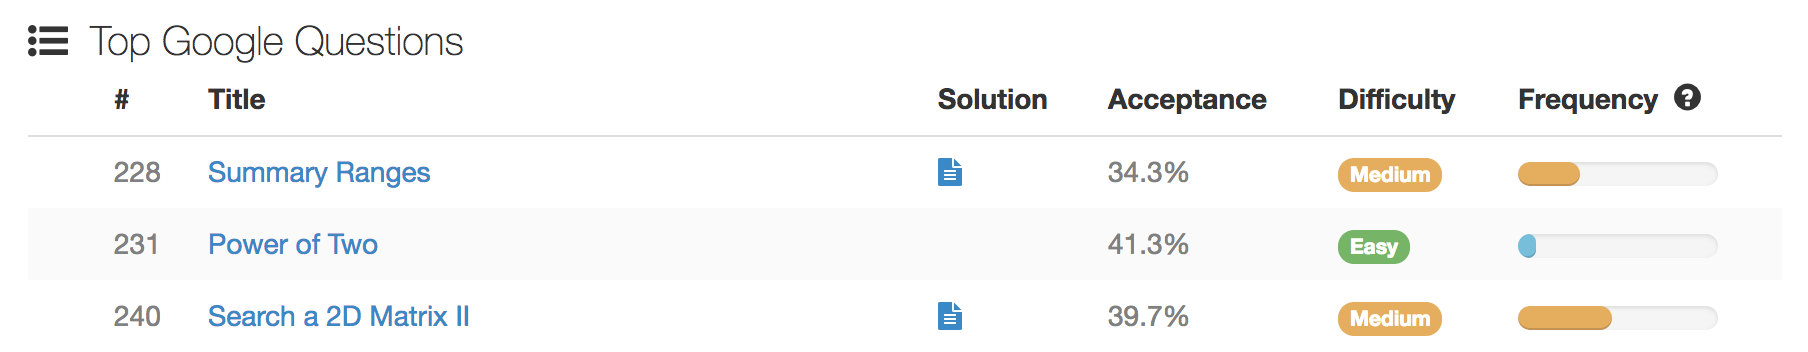 Top Google Questions
# Title Solution Acceptance Difficulty Frequency ?
228 Summary Ranges 34.3% Medium
231 Power of Two 41.3% Easy
240 Search a 2D Matrix II 39.7% Medium